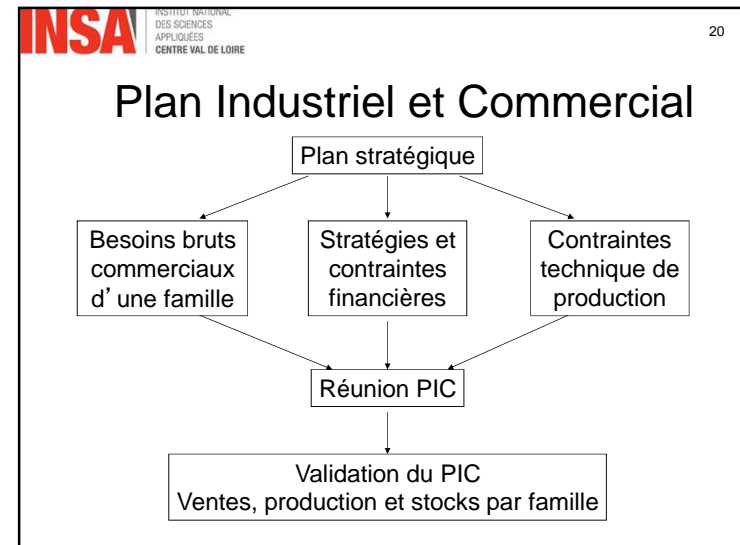 INSA
INSTITUT NATIONAL
DES SCIENCES
APPLIQUÉES
CENTRE VAL DE LOIRE
20
Plan Industriel et Commercial
Plan stratégique
Besoins bruts
commerciaux
d’une famille
Stratégies et
contraintes
financières
Contraintes
technique de
production
Réunion PIC
Validation du PIC
Ventes, production et stocks par famille